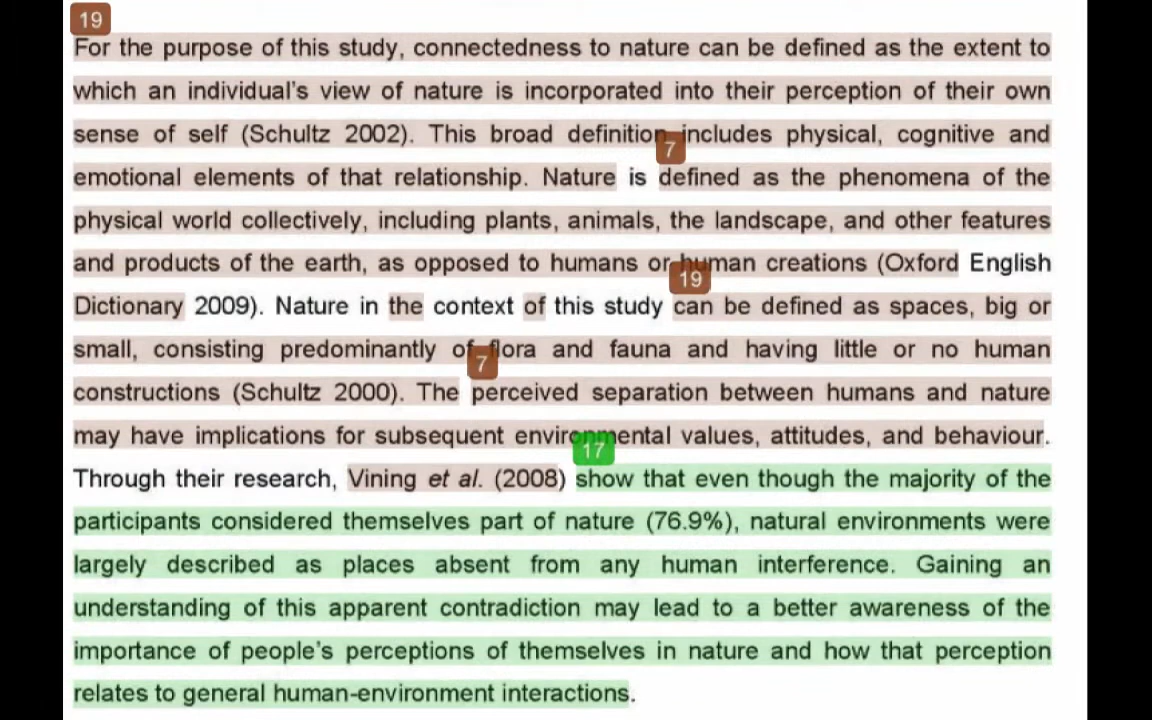 19
For the purpose of this study, connectedness to nature can be defined as the extent to
which an individual's view of nature is incorporated into their perception of their own
sense of self (Schultz 2002). This broad definition includes physical, cognitive and
7
emotional elements of that relationship. Nature is defined as the phenomena of the
physical world collectively, including plants, animals, the landscape, and other features
and products of the earth, as opposed to humans or human creations (Oxford English
19
Dictionary 2009). Nature in the context of this study can be defined as spaces, big or
small, consisting predominantly of flora and fauna and having little or no human
7
constructions (Schultz 2000). The perceived separation between humans and nature
may have implications for subsequent environmental values, attitudes, and behaviour.
17
Through their research, Vining et al. (2008) show that even though the majority of the
participants considered themselves part of nature (76.9%), natural environments were
largely described as places absent from any human interference. Gaining an
understanding of this apparent contradiction may lead to a better awareness of the
importance of people's perceptions of themselves in nature and how that perception
relates to general human-environment interactions.